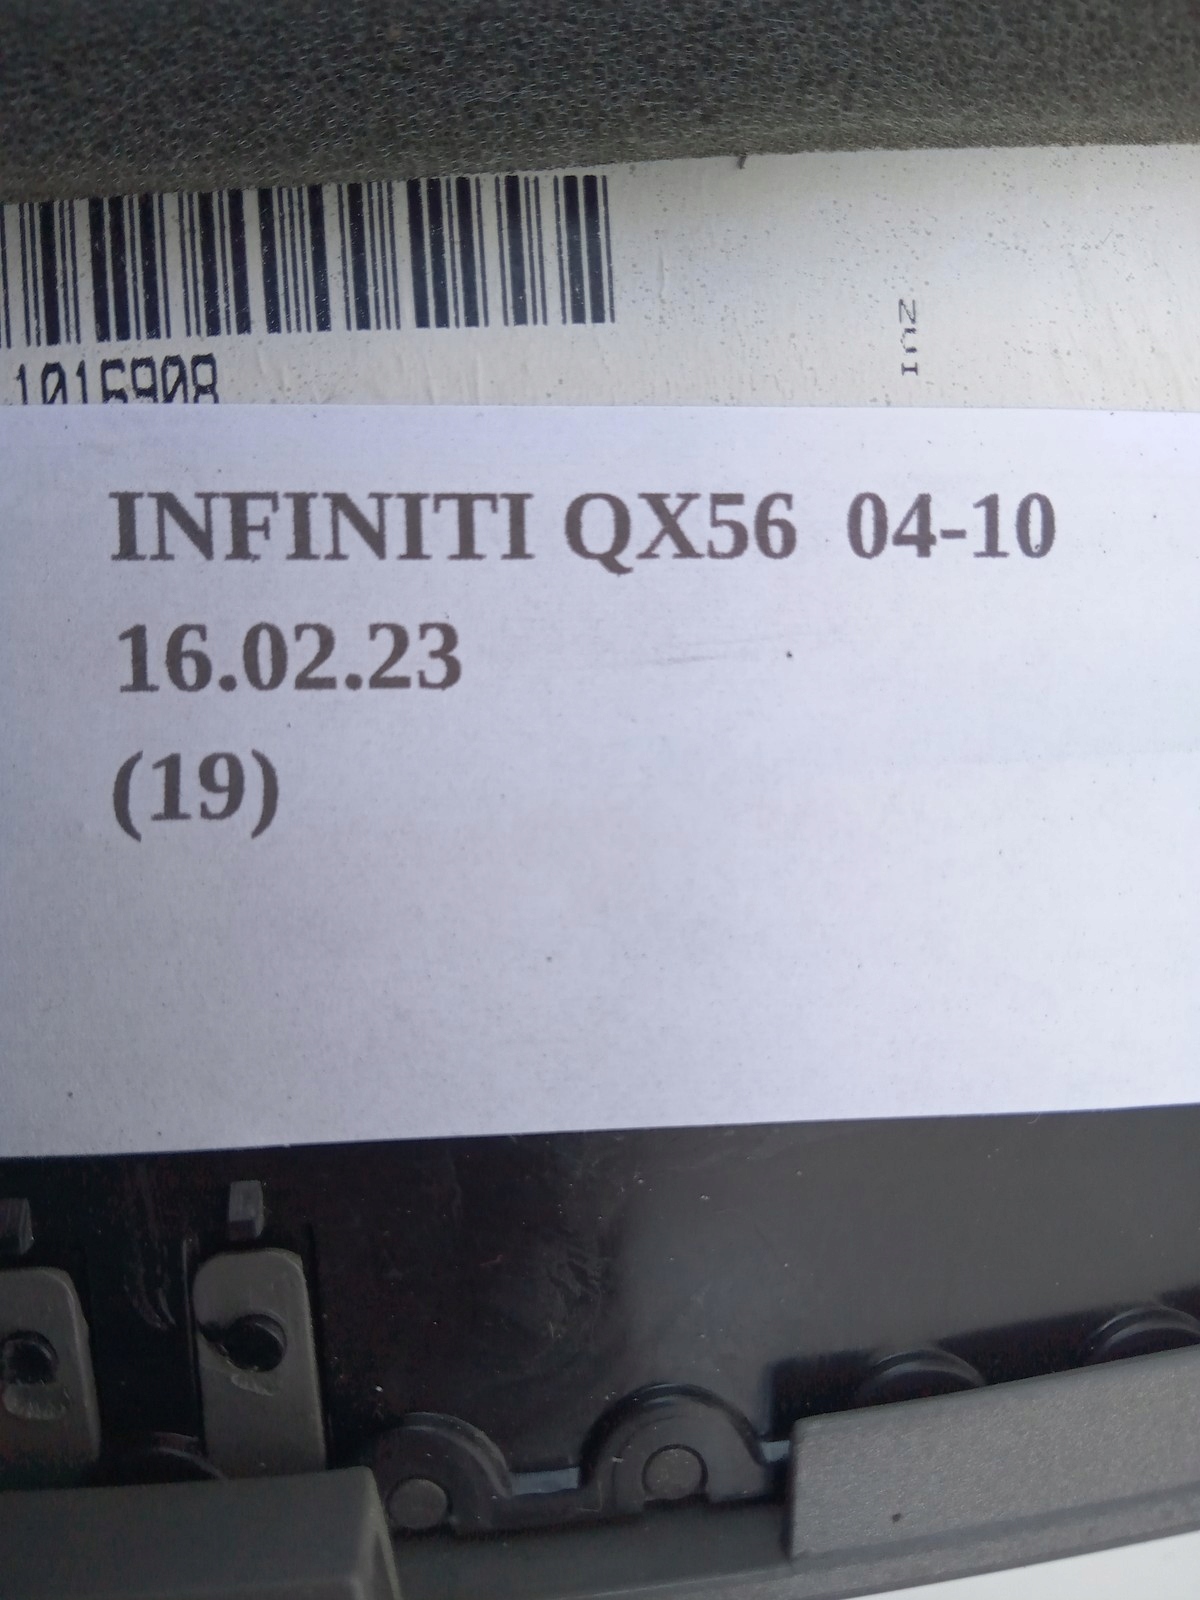 1016908
INFINITI QX56 04-10
16.02.23
(19)